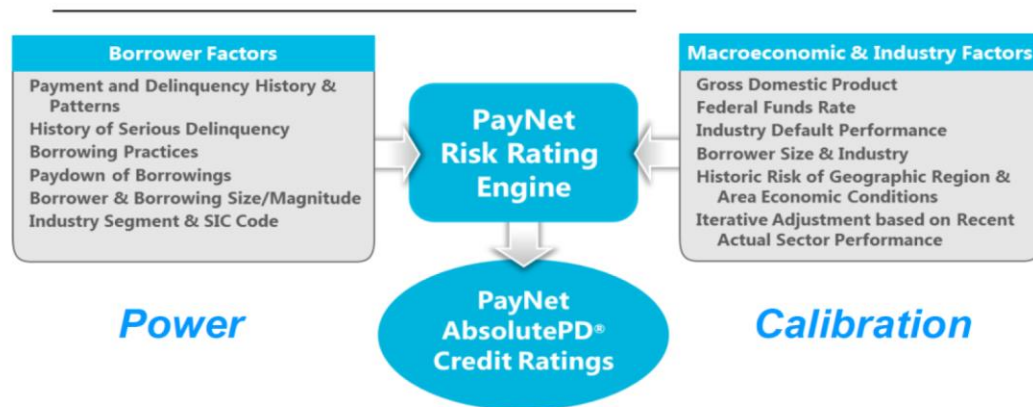 Borrower Factors
Payment and Delinquency History &
Patterns
History of Serious Delinquency
Borrowing Practices
Paydown of Borrowings
Borrower & Borrowing Size/Magnitude
Industry Segment & SIC Code
Power
PayNet
Risk Rating
Engine
PayNet
AbsolutePD®
Credit Ratings
Macroeconomic & Industry Factors
Gross Domestic Product
Federal Funds Rate
Industry Default Performance
Borrower Size & Industry
Historic Risk of Geographic Region &
Area Economic Conditions
Iterative Adjustment based on Recent
Actual Sector Performance
Calibration